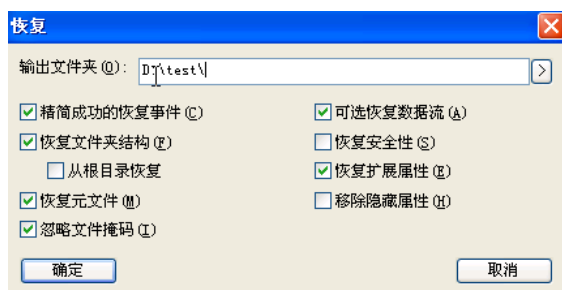 恢复
输出文件夹(O): D:\test\
精简成功的恢复事件(C) 可选恢复数据流(A)
恢复文件夹结构(F) 恢复安全性(S)
从根目录恢复 恢复扩展属性(E)
恢复元文件(M) 移除隐藏属性(H)
忽略文件掩码(I)
确定 取消